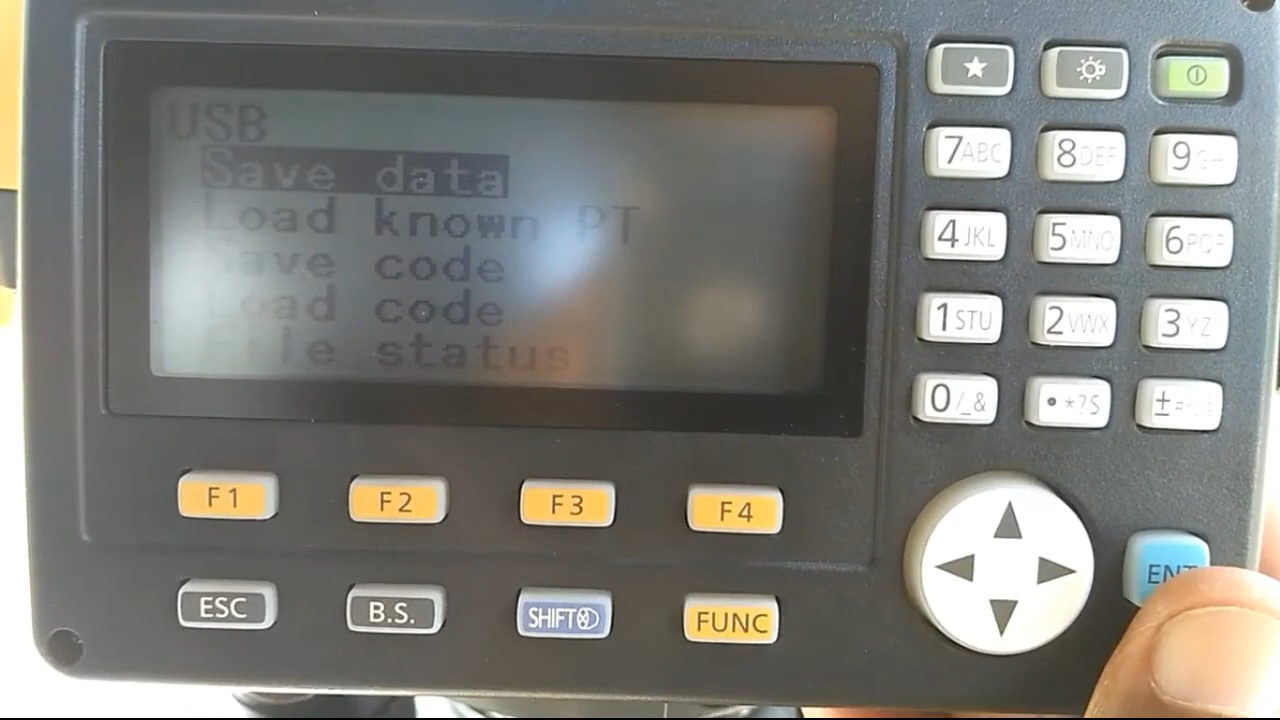 USB
Save data
Load known PT
Save code
Load code
File status
7ABC
8DEF
9
4JKL
5MNO
6PQR
1STU
2VWX
3YZ
0/_&
•*?$
±
F1
F2
F3
F4
ESC
B.S.
SHIFT
FUNC
ENT